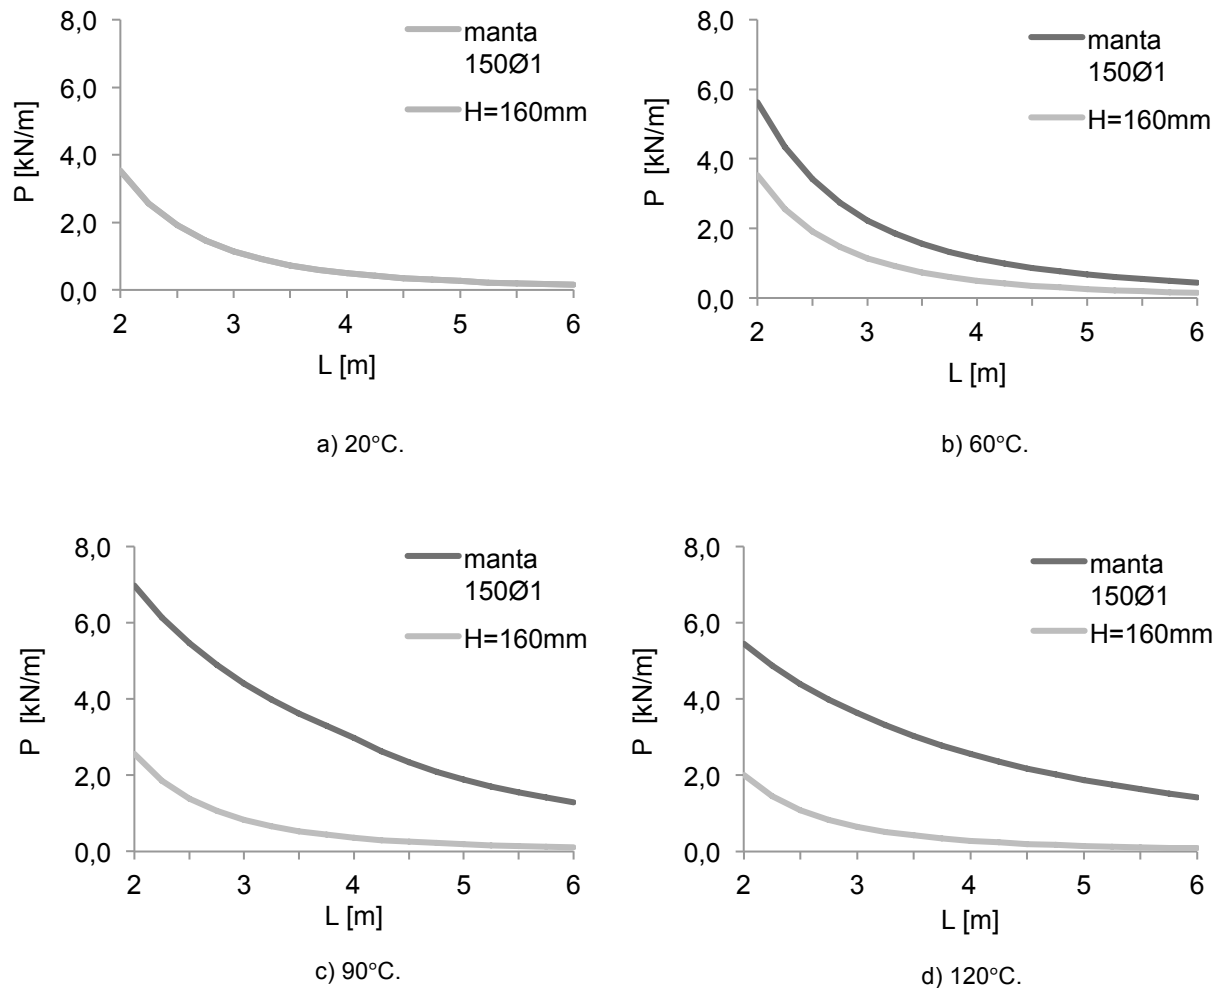 8,0
6,0
4,0
2,0
0,0
P [kN/m]
2 3 4 5 6
L [m]
manta
150Ø1
H=160mm
a) 20°C.
8,0
6,0
4,0
2,0
0,0
P [kN/m]
2 3 4 5 6
L [m]
manta
150Ø1
H=160mm
b) 60°C.
8,0
6,0
4,0
2,0
0,0
P [kN/m]
2 3 4 5 6
L [m]
manta
150Ø1
H=160mm
c) 90°C.
8,0
6,0
4,0
2,0
0,0
P [kN/m]
2 3 4 5 6
L [m]
manta
150Ø1
H=160mm
d) 120°C.